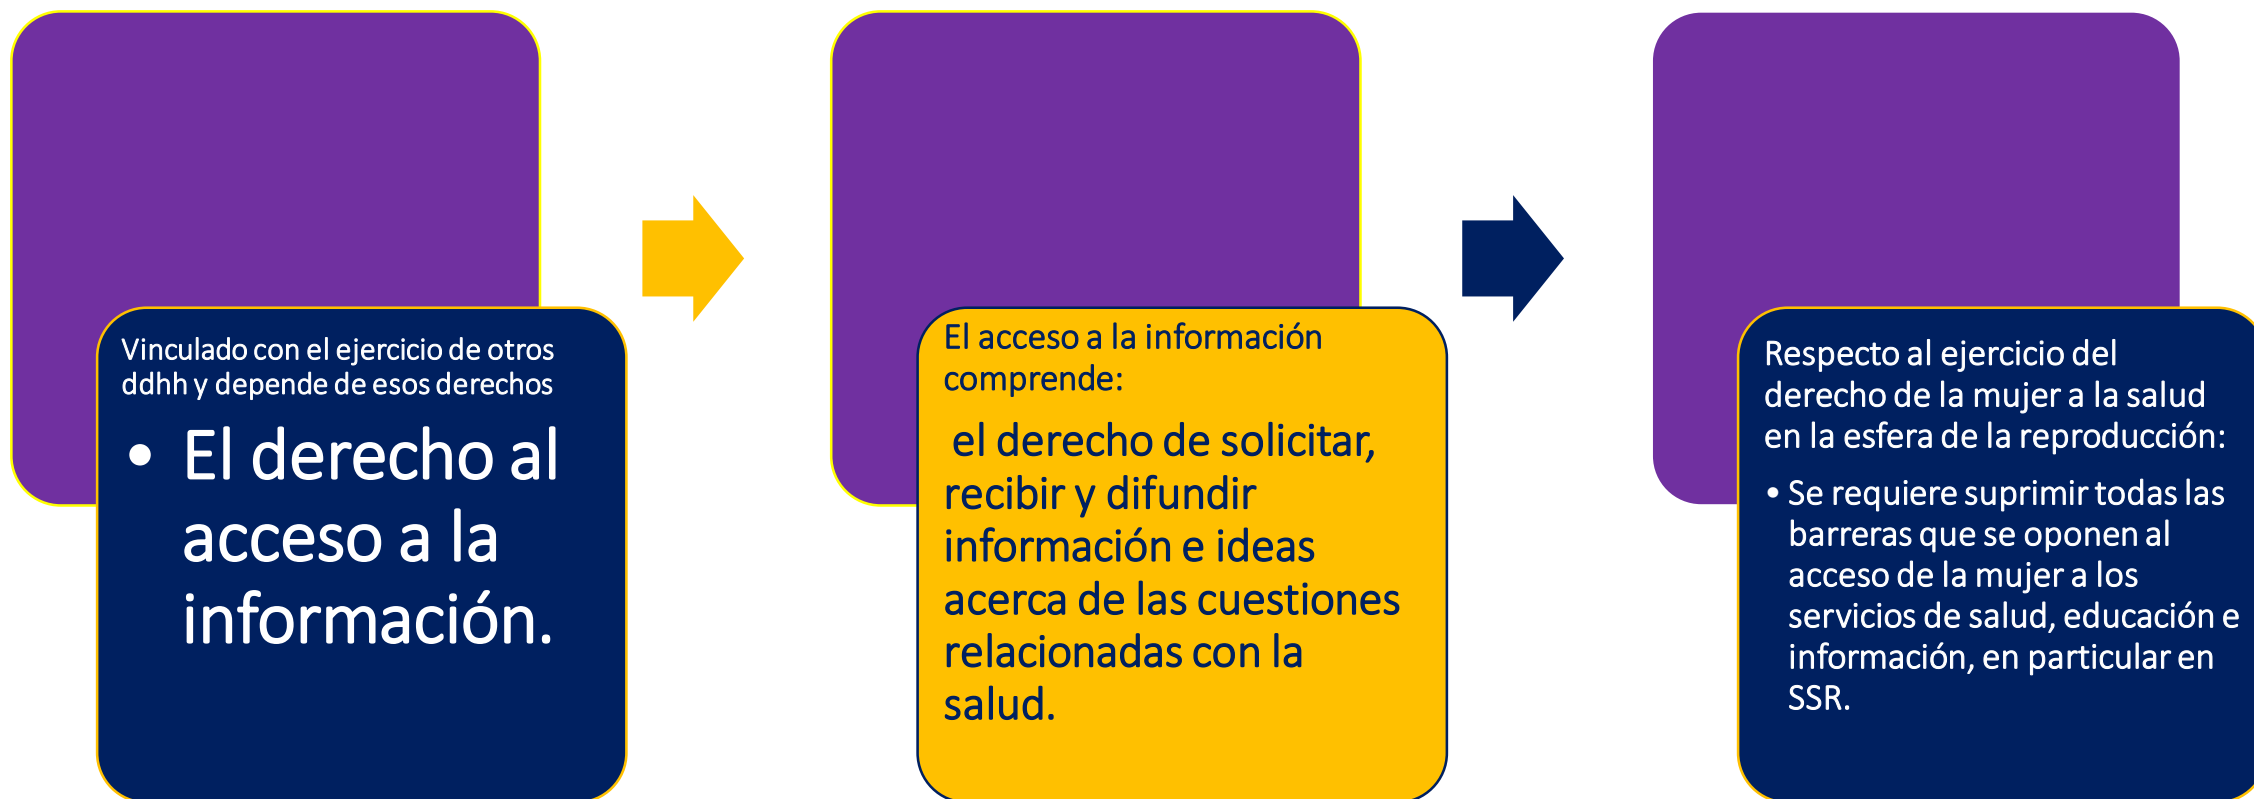 Vinculado con el ejercicio de otros
ddhh y depende de esos derechos
• El derecho al
acceso a la
información.
El acceso a la información
comprende:
el derecho de solicitar,
recibir y difundir
información e ideas
acerca de las cuestiones
relacionadas con la
salud.
Respecto al ejercicio del
derecho de la mujer a la salud
en la esfera de la reproducción:
• Se requiere suprimir todas las
barreras que se oponen al
acceso de la mujer a los
servicios de salud, educación e
información, en particular en
SSR.